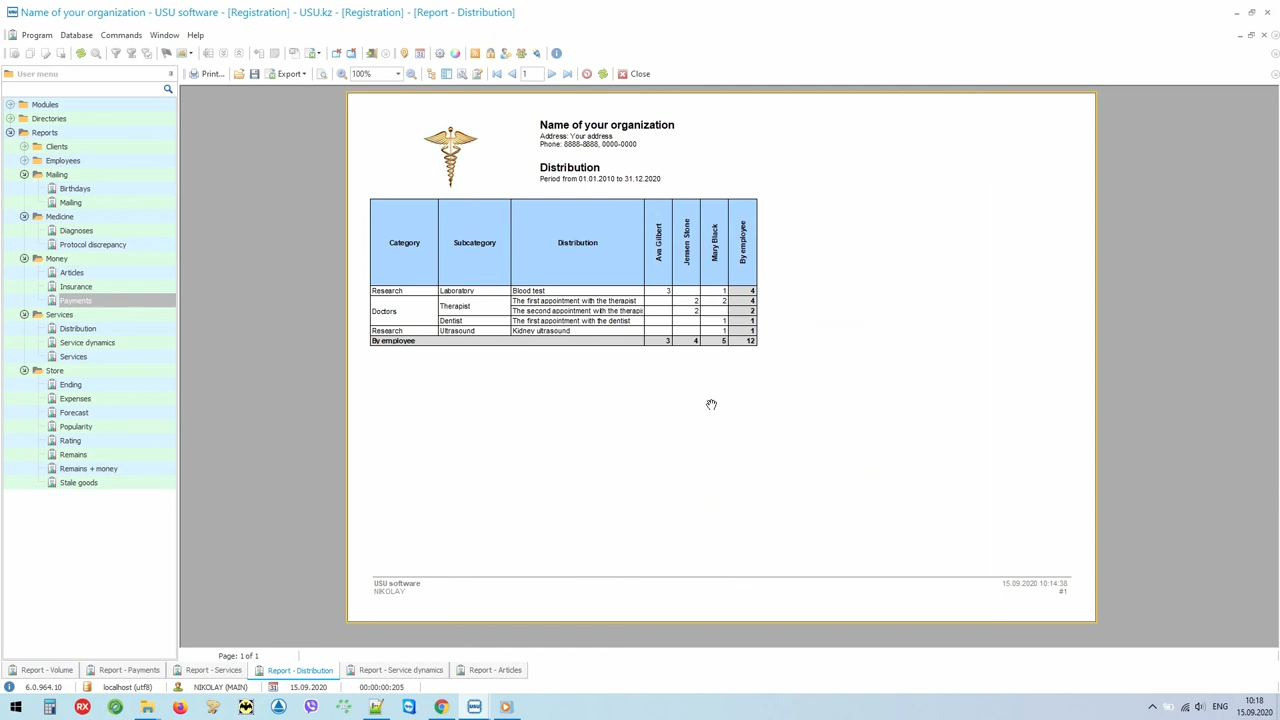 Name of your organization - USU software - [Registration] - USU.kz - [Registration] - [Report - Distribution]
Program Database Commands Window Help
User menu
Print... Export 100% 1 Close
Modules
Directories
Reports
Clients
Employees
Mailing
Birthdays
Mailing
Medicine
Diagnoses
Protocol discrepancy
Money
Articles
Insurance
Payments
Services
Distribution
Service dynamics
Services
Store
Ending
Expenses
Forecast
Popularity
Rating
Remains
Remains + money
Stale goods
Name of your organization
Address: Your address
Phone: 8888-8888, 0000-0000
Distribution
Period from 01.01.2010 to 31.12.2020
Category Subcategory Distribution Ava Gilbert Jensen Stone Mary Black By employee
Research Laboratory Blood test 3 1 4
Doctors Therapist The first appointment with the therapist 2 2 4
The second appointment with the therapi 2 2
Dentist The first appointment with the dentist 1 1
Research Ultrasound Kidney ultrasound 1 1
By employee 3 4 5 12
USU software 15.09.2020 10:14:38
NIKOLAY #1
Page: 1 of 1
Report - Volume Report - Payments Report - Services Report - Distribution Report - Service dynamics Report - Articles
6.0.964.10 localhost (utf8) NIKOLAY (MAIN) 31 15.09.2020 00:00:00:205
RX ENG 10:18
15.09.2020